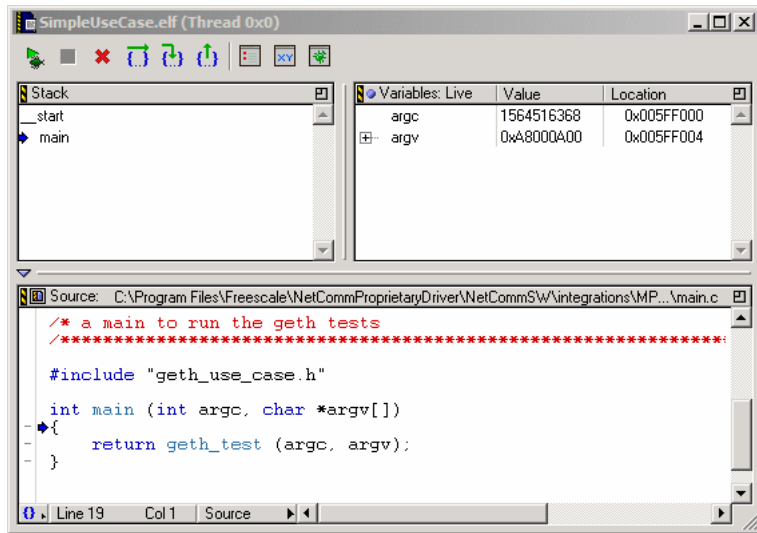 SimpleUseCase.elf (Thread 0x0)
XY
Stack
__start
main
Variables: Live Value Location
argc 1564516368 0x005FF000
argv 0xA8000A00 0x005FF004
Source: C:\Program Files\Freescale\NetCommProprietaryDriver\NetCommSW\integrations\MP...\main.c
/* a main to run the geth tests
/*****************************************************************
#include "geth_use_case.h"
int main (int argc, char *argv[])
{
return geth_test (argc, argv);
}
Line 19 Col 1 Source